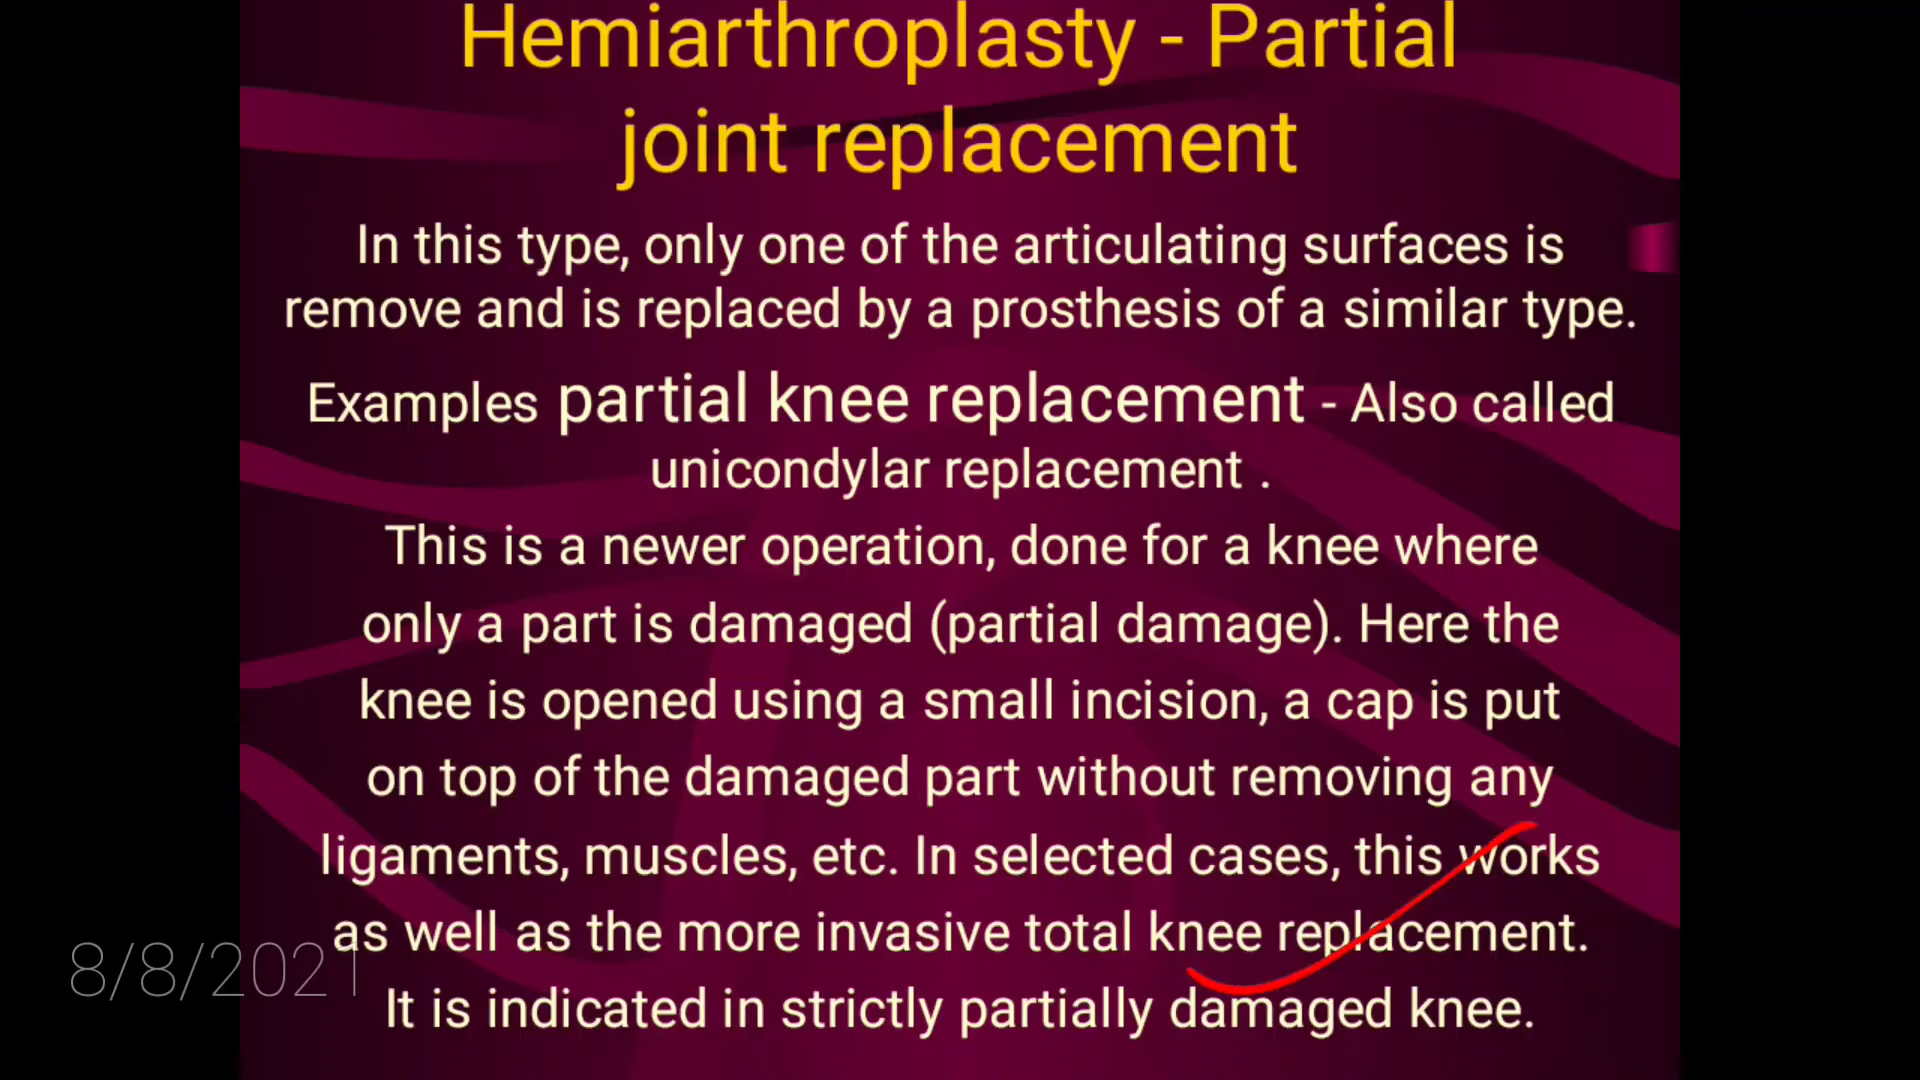 Hemiarthroplasty - Partial
joint replacement
In this type, only one of the articulating surfaces is
remove and is replaced by a prosthesis of a similar type.
Examples partial knee replacement - Also called
unicondylar replacement .
This is a newer operation, done for a knee where
only a part is damaged (partial damage). Here the
knee is opened using a small incision, a cap is put
on top of the damaged part without removing any
ligaments, muscles, etc. In selected cases, this works
as well as the more invasive total knee replacement.
8/8/2021
It is indicated in strictly partially damaged knee.